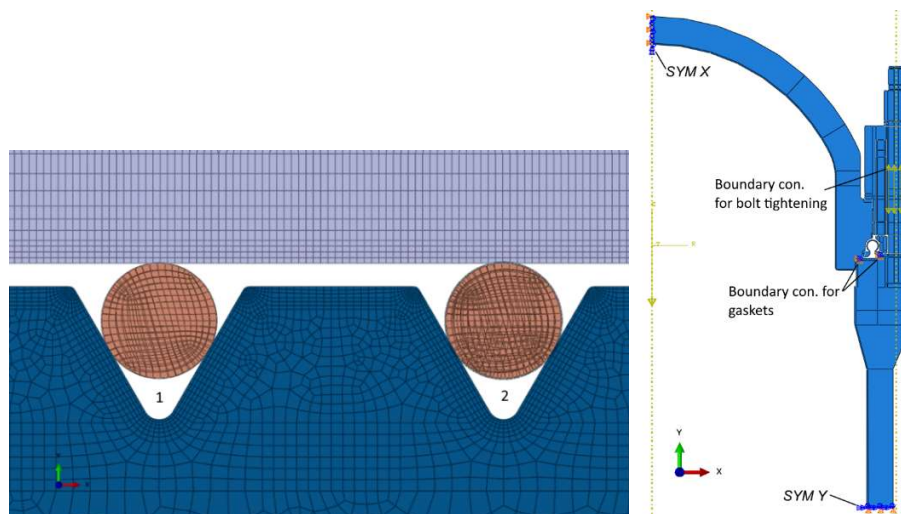 1
2
SYM X
Boundary con.
for bolt tightening
Boundary con. for
gaskets
Y
X
SYM Y